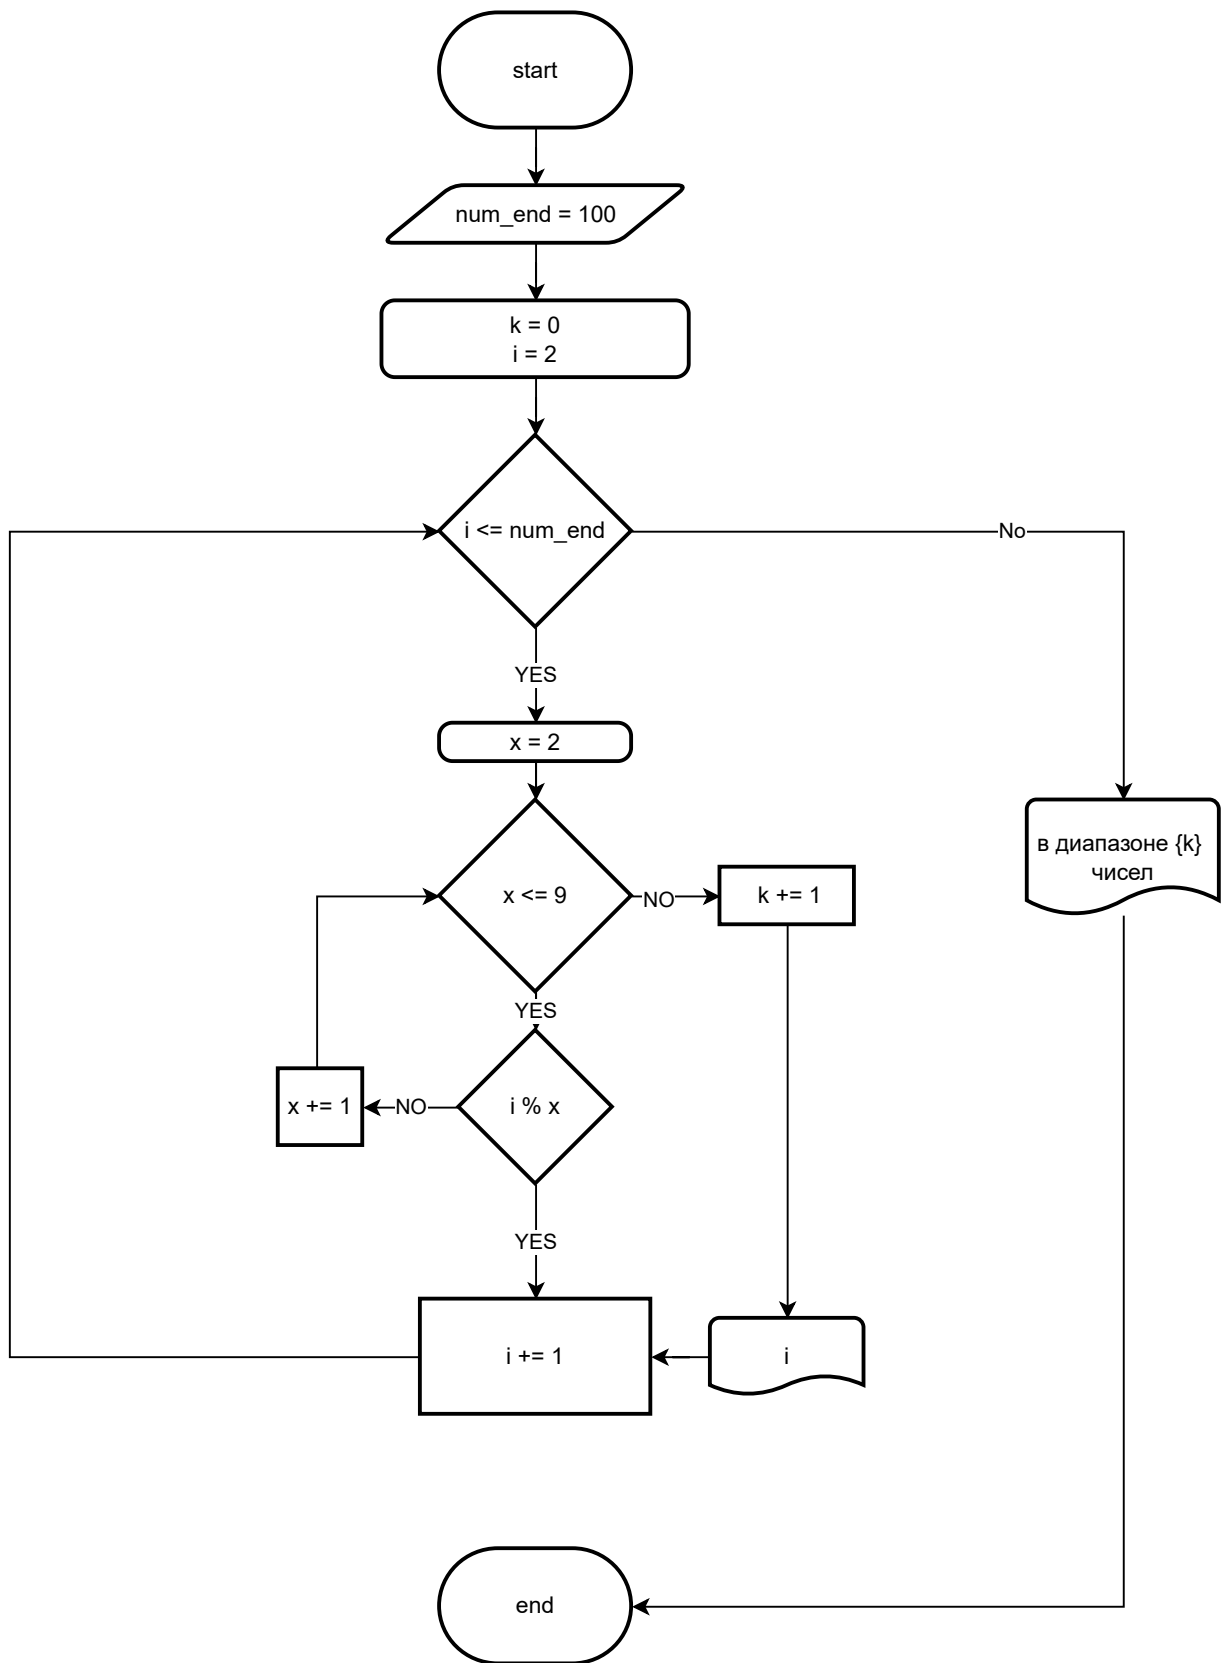 start
num_end = 100
k = 0
i = 2
i <= num_end
No
YES
x = 2
в диапазоне {k}
чисел
x <= 9
NO
k += 1
YES
x += 1
NO
i % x
YES
i += 1
i
end